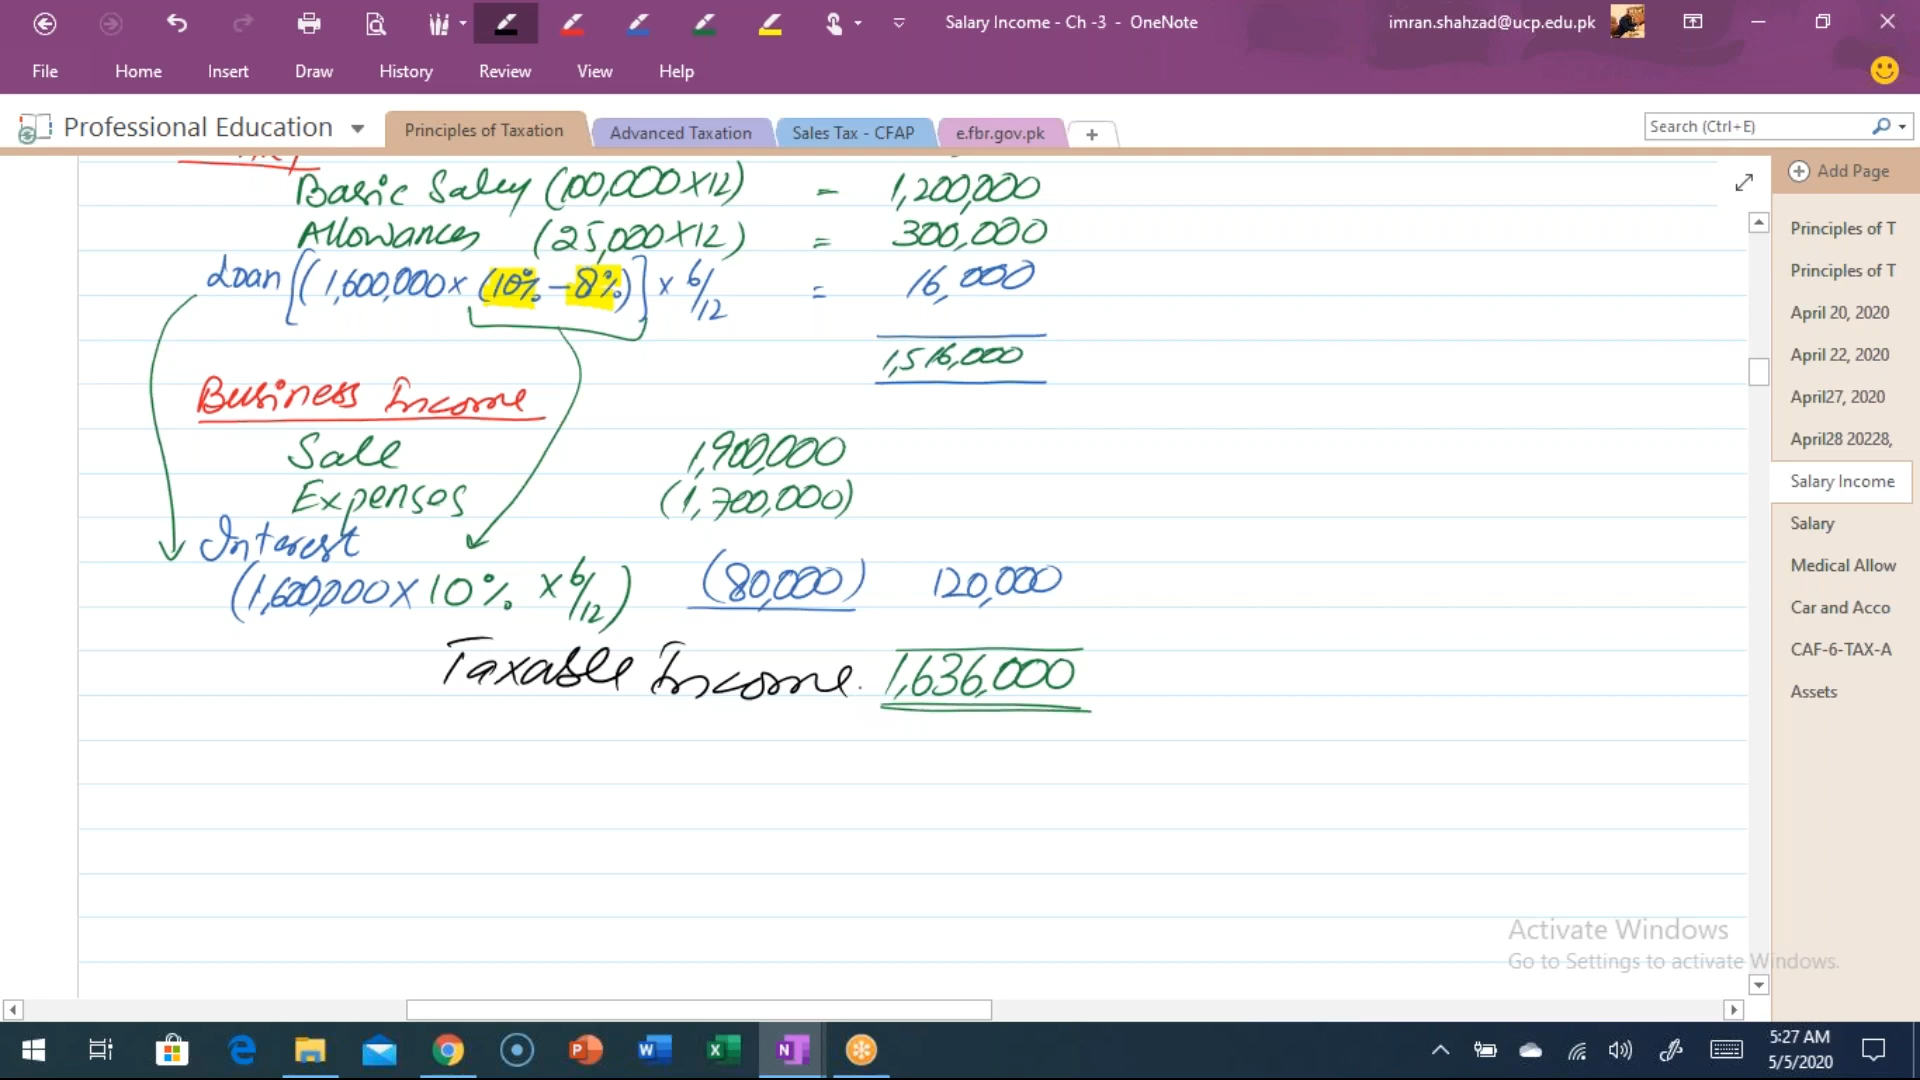 Salary Income - Ch -3 - OneNote
imran.shahzad@ucp.edu.pk
File Home Insert Draw History Review View Help
Professional Education
Principles of Taxation
Advanced Taxation
Sales Tax - CFAP
e.fbr.gov.pk
Search (Ctrl+E)
Add Page
Basic Salary (100,000×12) = 1,200,000
Allowances (25,000×12) = 300,000
Loan [(1,600,000× (10% – 8%)] × 6/12 = 16,000
1,516,000
Business Income
Sale 1,900,000
Expenses (1,700,000)
Interest
(1,600,000× 10% × 6/12) (80,000) 120,000
Taxable Income. 1,636,000
Principles of T
Principles of T
April 20, 2020
April 22, 2020
April27, 2020
April28 20228,
Salary Income
Salary
Medical Allow
Car and Acco
CAF-6-TAX-A
Assets
Activate Windows
Go to Settings to activate Windows.
5:27 AM
5/5/2020